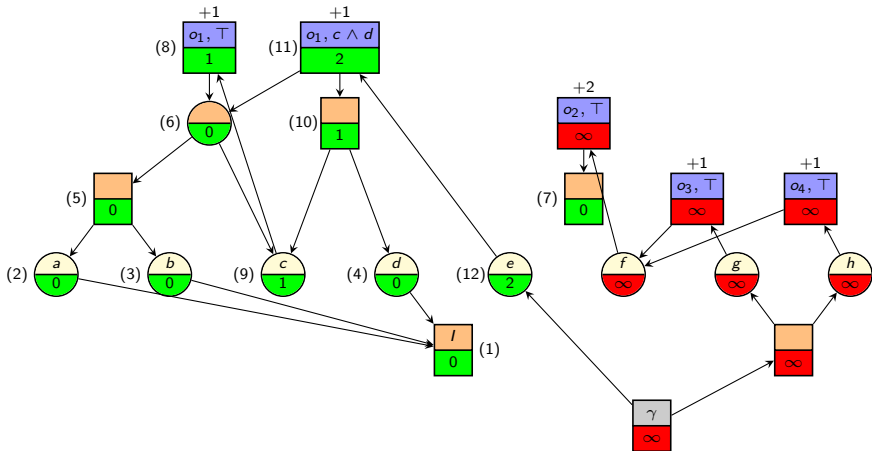 +1 +1
(8) o₁, ⊤ (11) o₁, c ∧ d
1 2
+2
(6) 0 (10) 1 o₂, ⊤ +1 +1
∞ o₃, ⊤ o₄, ⊤
(5) 0 (7) 0 ∞ ∞
(2) a (3) b (9) c (4) d (12) e f g h
0 0 1 0 2 ∞ ∞ ∞
I (1)
0 ∞
γ
∞